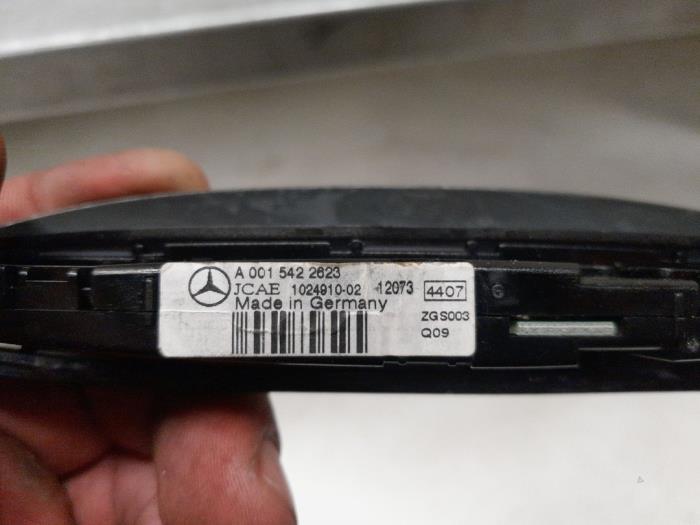 A 001 542 2623
JCAE 1024910-02 12073 4407
Made in Germany ZGS003
Q09